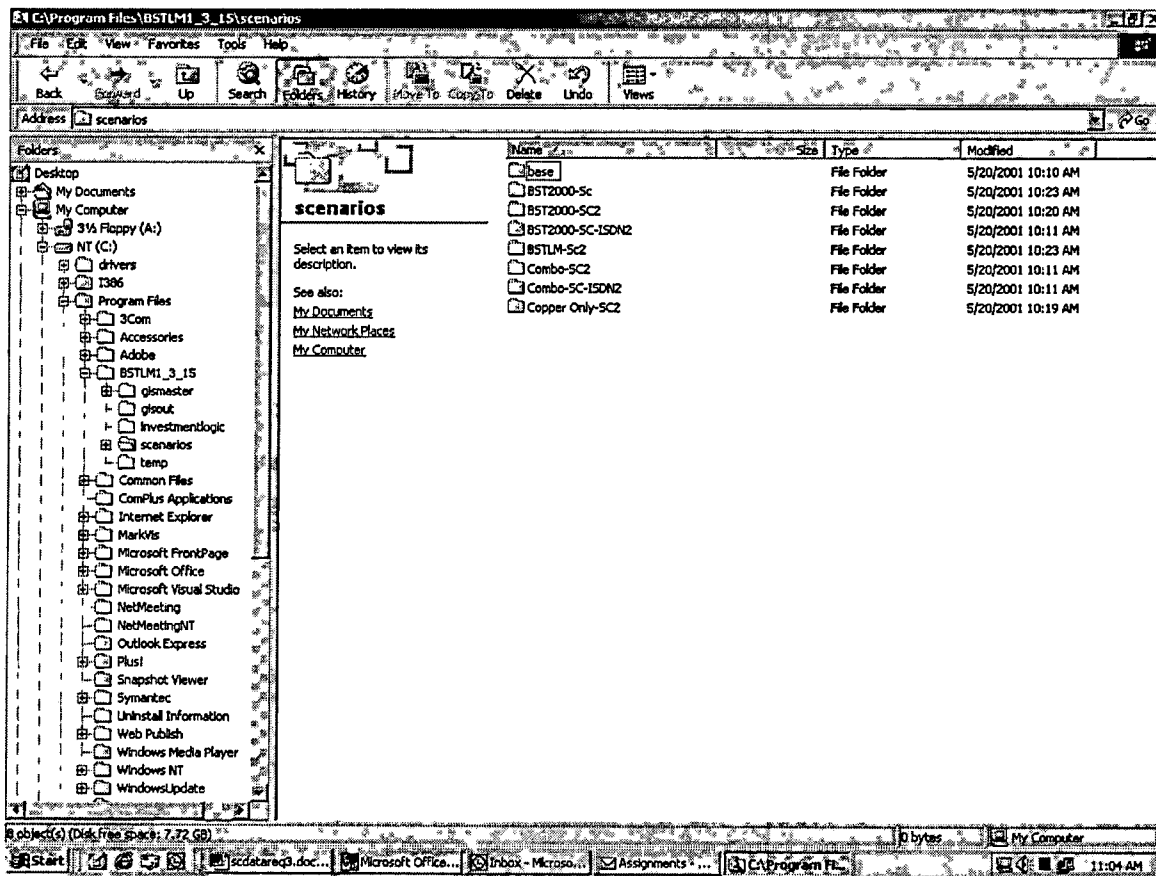 C:\Program Files\BSTLM1_3_15\scenarios
File Edit View Favorites Tools Help
Back Forward Up Search Folders History Move To Copy To Delete Undo Views
Address scenarios Go
Folders
Desktop
My Documents
My Computer
3½ Floppy (A:)
NT (C:)
drivers
I386
Program Files
3Com
Accessories
Adobe
BSTLM1_3_15
gismaster
gisout
investmentlogic
scenarios
temp
Common Files
ComPlus Applications
Internet Explorer
MarkVis
Microsoft FrontPage
Microsoft Office
Microsoft Visual Studio
NetMeeting
NetMeetingNT
Outlook Express
Plus!
Snapshot Viewer
Symantec
Uninstall Information
Web Publish
Windows Media Player
Windows NT
WindowsUpdate
scenarios
Select an item to view its
description.
See also:
My Documents
My Network Places
My Computer
Name Size Type Modified
base File Folder 5/20/2001 10:10 AM
BST2000-Sc File Folder 5/20/2001 10:23 AM
BST2000-SC2 File Folder 5/20/2001 10:20 AM
BST2000-SC-ISDN2 File Folder 5/20/2001 10:11 AM
BSTLM-Sc2 File Folder 5/20/2001 10:23 AM
Combo-SC2 File Folder 5/20/2001 10:11 AM
Combo-SC-ISDN2 File Folder 5/20/2001 10:11 AM
Copper Only-SC2 File Folder 5/20/2001 10:19 AM
8 object(s) (Disk free space: 7.72 GB) 0 bytes My Computer
Start scdatareq3.doc... Microsoft Office... Inbox - Microso... Assignments - ... C:\Program Fil... 11:04 AM